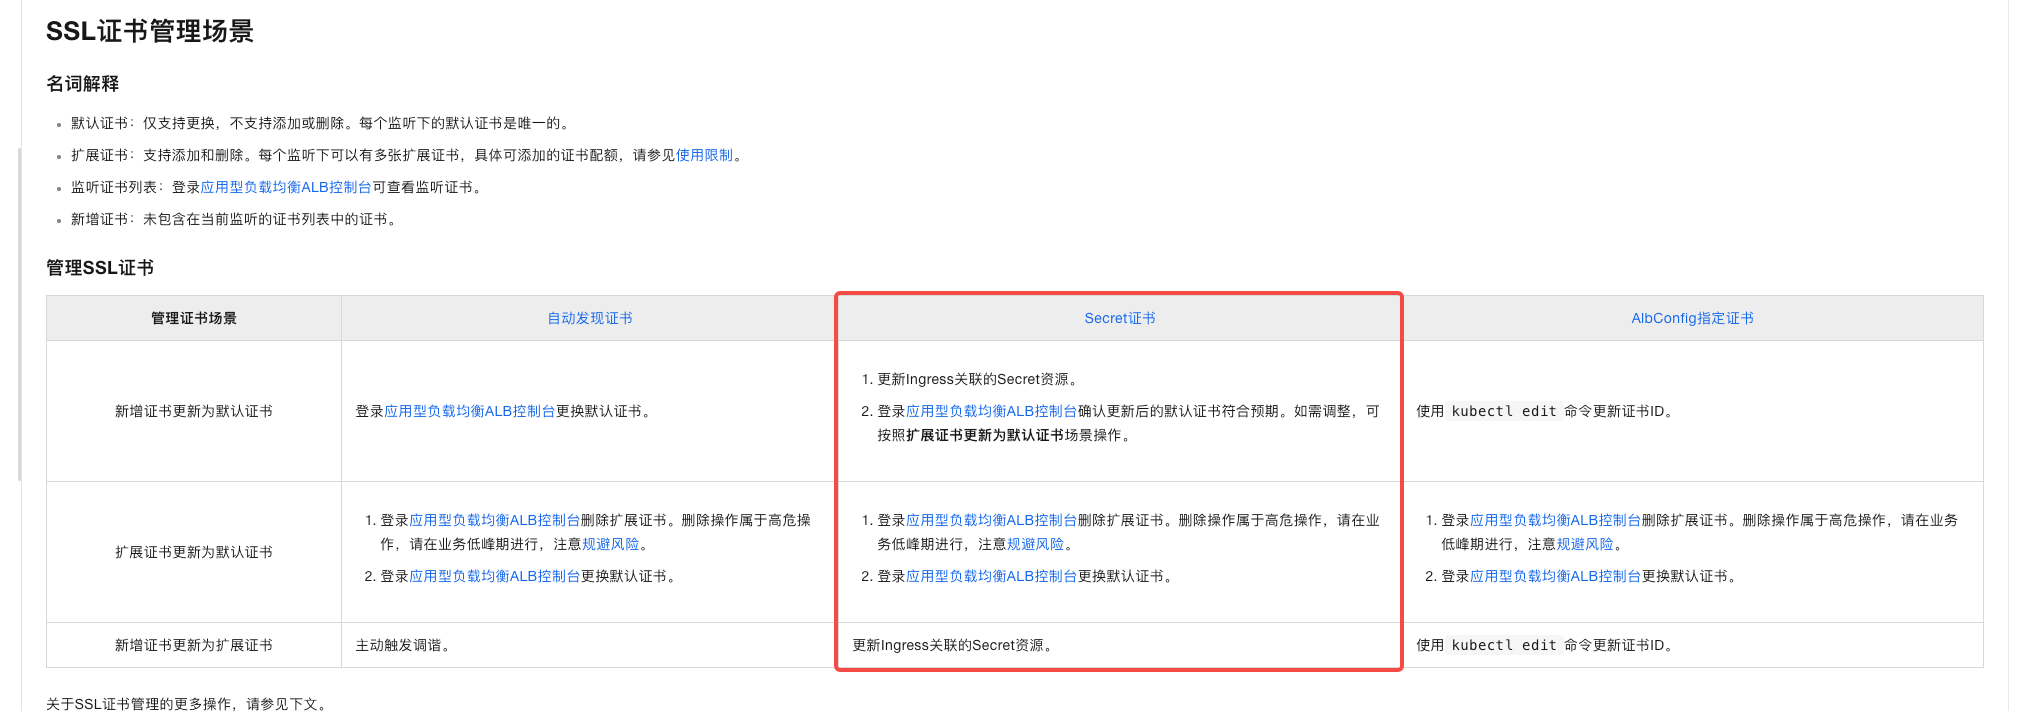 SSL证书管理场景
名词解释
默认证书：仅支持更换，不支持添加或删除。每个监听下的默认证书是唯一的。
扩展证书：支持添加和删除。每个监听下可以有多张扩展证书，具体可添加的证书配额，请参见使用限制。
监听证书列表：登录应用型负载均衡ALB控制台可查看监听证书。
新增证书：未包含在当前监听的证书列表中的证书。
管理SSL证书
管理证书场景
自动发现证书
Secret证书
AlbConfig指定证书
新增证书更新为默认证书
登录应用型负载均衡ALB控制台更换默认证书。
1. 更新Ingress关联的Secret资源。
2. 登录应用型负载均衡ALB控制台确认更新后的默认证书符合预期。如需调整，可
按照扩展证书更新为默认证书场景操作。
使用 kubectl edit 命令更新证书ID。
扩展证书更新为默认证书
1. 登录应用型负载均衡ALB控制台删除扩展证书。删除操作属于高危操
作，请在业务低峰期进行，注意规避风险。
2. 登录应用型负载均衡ALB控制台更换默认证书。
1. 登录应用型负载均衡ALB控制台删除扩展证书。删除操作属于高危操作，请在业
务低峰期进行，注意规避风险。
2. 登录应用型负载均衡ALB控制台更换默认证书。
1. 登录应用型负载均衡ALB控制台删除扩展证书。删除操作属于高危操作，请在业务
低峰期进行，注意规避风险。
2. 登录应用型负载均衡ALB控制台更换默认证书。
新增证书更新为扩展证书
主动触发调谐。
更新Ingress关联的Secret资源。
使用 kubectl edit 命令更新证书ID。
关于SSL证书管理的更多操作，请参见下文。